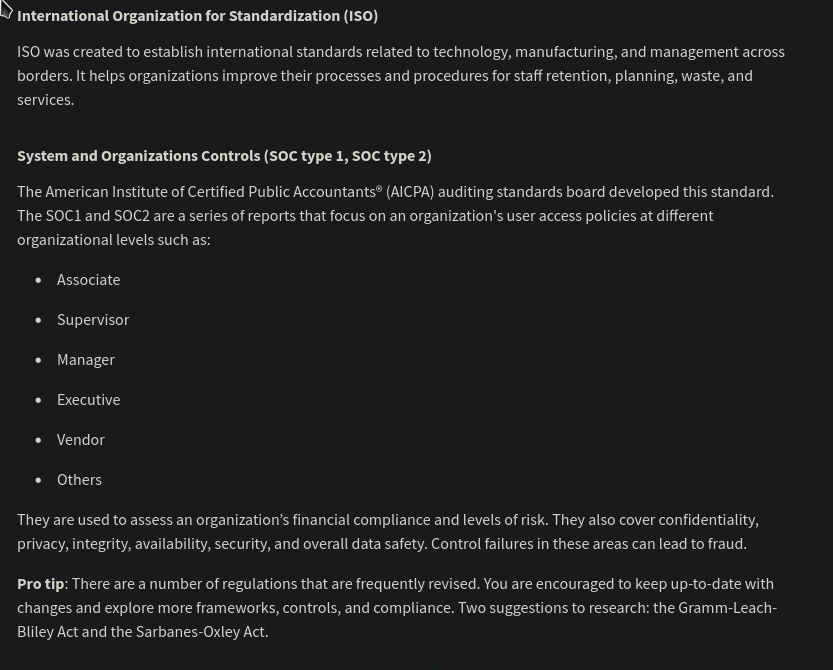 International Organization for Standardization (ISO)
ISO was created to establish international standards related to technology, manufacturing, and management across
borders. It helps organizations improve their processes and procedures for staff retention, planning, waste, and
services.
System and Organizations Controls (SOC type 1, SOC type 2)
The American Institute of Certified Public Accountants® (AICPA) auditing standards board developed this standard.
The SOC1 and SOC2 are a series of reports that focus on an organization's user access policies at different
organizational levels such as:
• Associate
• Supervisor
• Manager
• Executive
• Vendor
• Others
They are used to assess an organization’s financial compliance and levels of risk. They also cover confidentiality,
privacy, integrity, availability, security, and overall data safety. Control failures in these areas can lead to fraud.
Pro tip: There are a number of regulations that are frequently revised. You are encouraged to keep up-to-date with
changes and explore more frameworks, controls, and compliance. Two suggestions to research: the Gramm-Leach-
Bliley Act and the Sarbanes-Oxley Act.